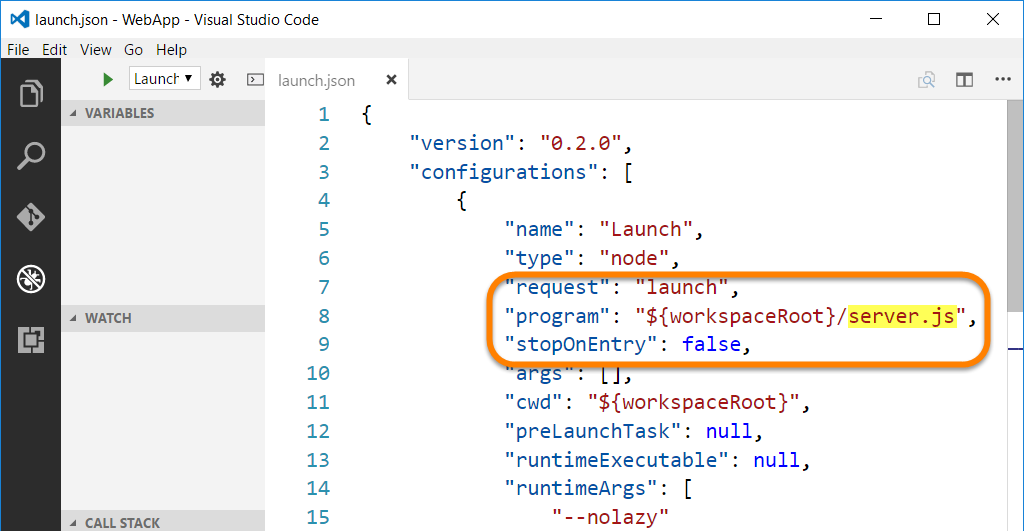 launch.json - WebApp - Visual Studio Code
File Edit View Go Help
Launch
launch.json
VARIABLES
WATCH
CALL STACK
1 {
2 "version": "0.2.0",
3 "configurations": [
4 {
5 "name": "Launch",
6 "type": "node",
7 "request": "launch",
8 "program": "${workspaceRoot}/server.js",
9 "stopOnEntry": false,
10 "args": [],
11 "cwd": "${workspaceRoot}",
12 "preLaunchTask": null,
13 "runtimeExecutable": null,
14 "runtimeArgs": [
15 "--nolazy"